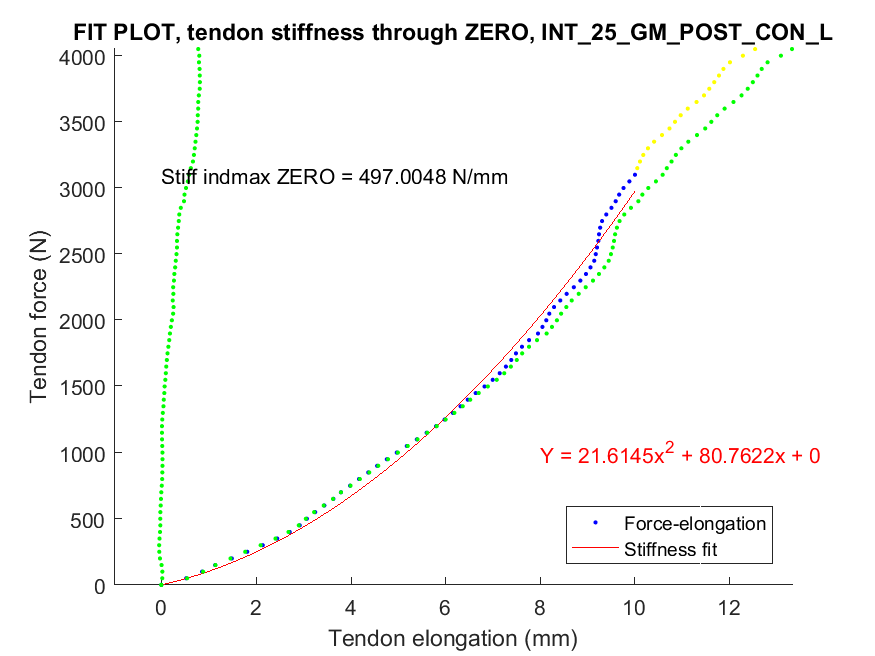 FIT PLOT, tendon stiffness through ZERO, INT_25_GM_POST_CON_L
4000
3500
Stiff indmax ZERO = 497.0048 N/mm
3000
2500
Tendon force (N)
2000
1500
1000
Y = 21.6145x² + 80.7622x + 0
500
Force-elongation
Stiffness fit
0
0 2 4 6 8 10 12
Tendon elongation (mm)